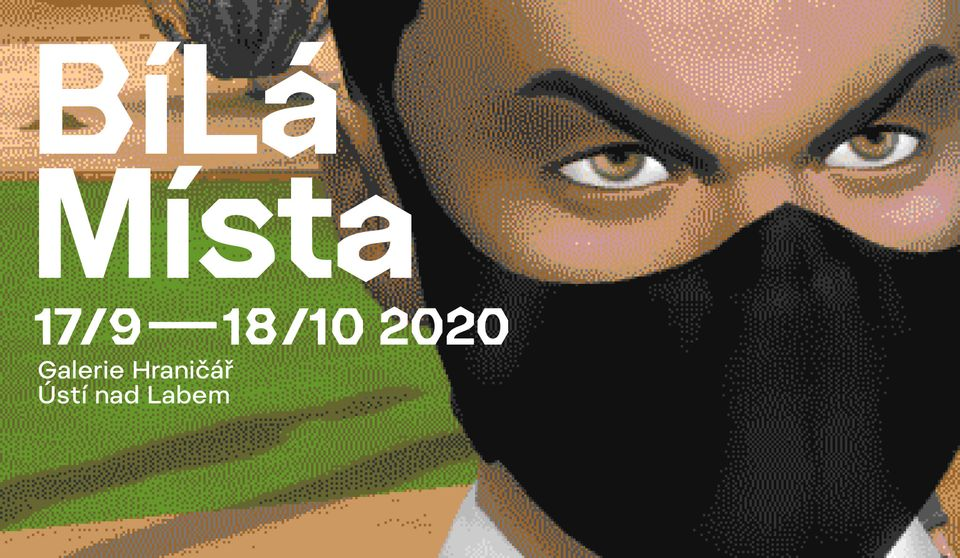 Bílá
Místa
17/9—18/10 2020
Galerie Hraničář
Ústí nad Labem